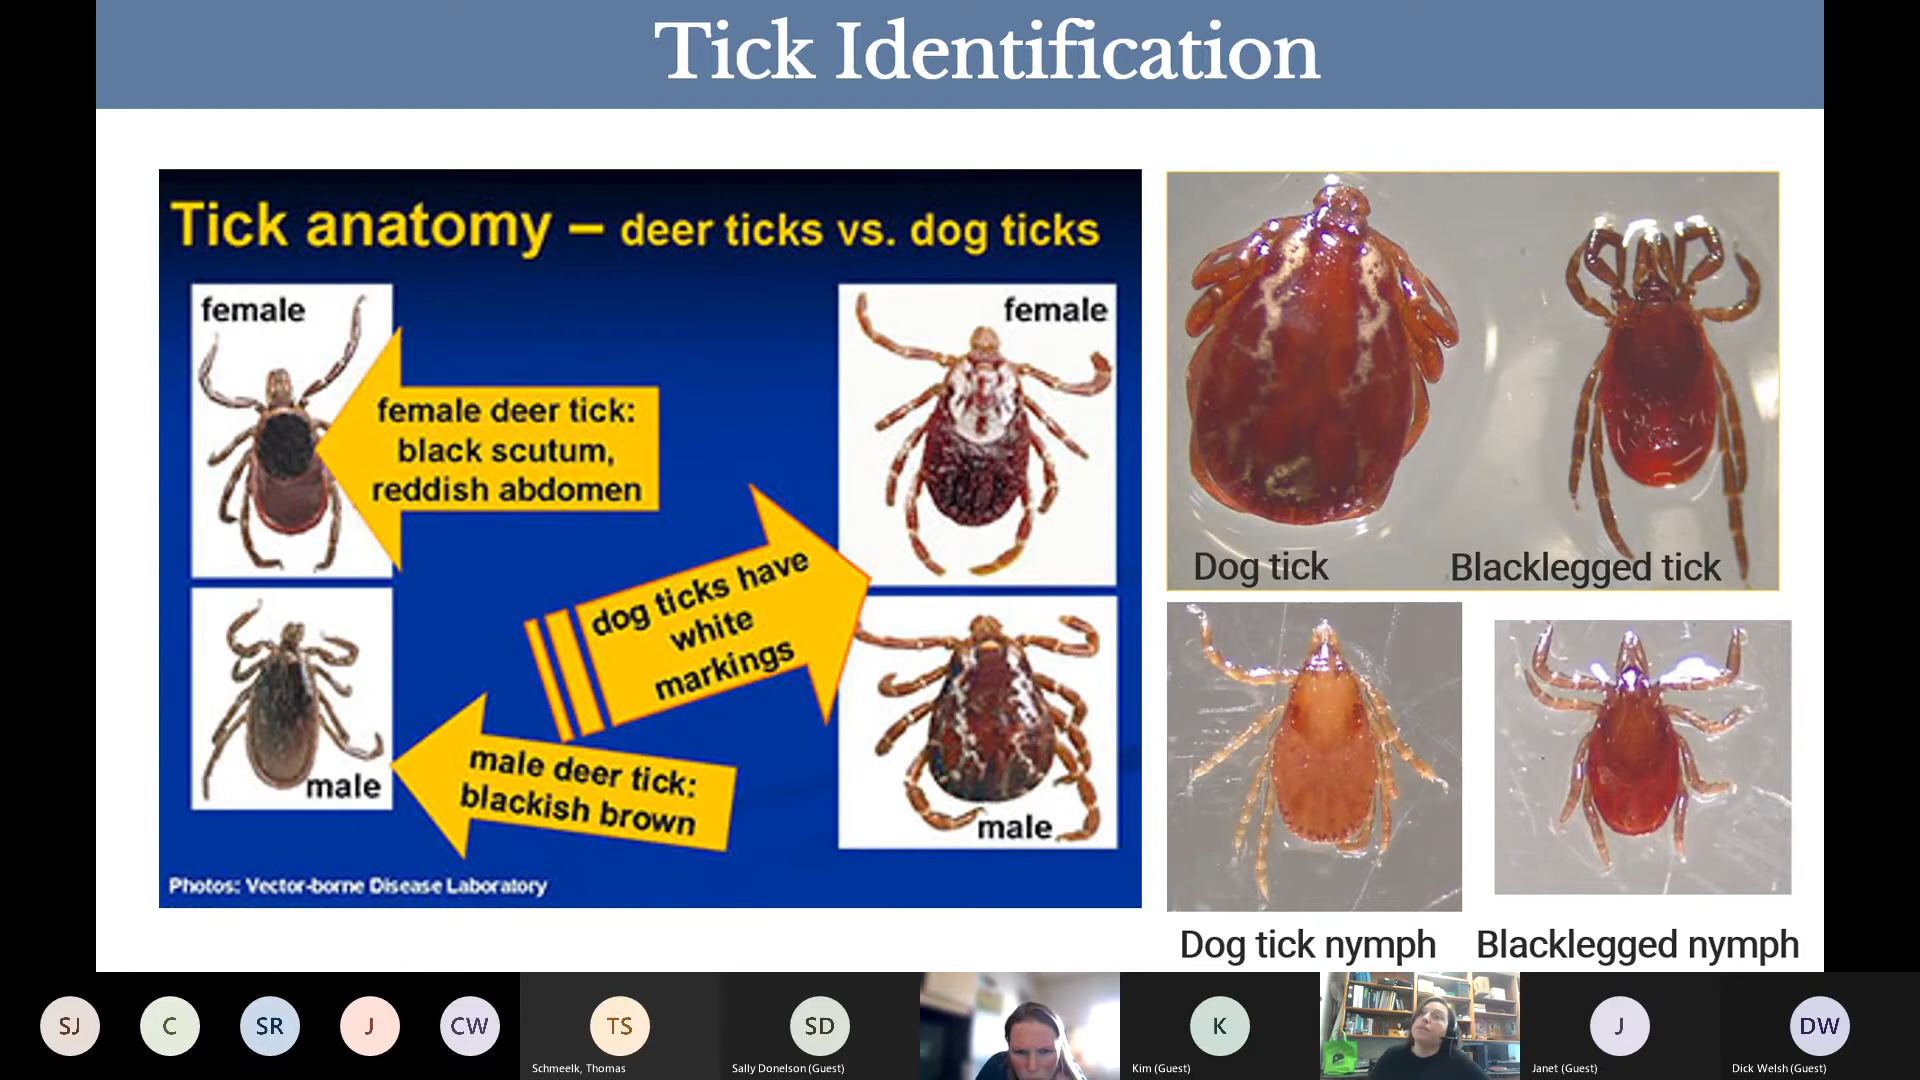 Tick Identification
Tick anatomy – deer ticks vs. dog ticks
female
female deer tick:
black scutum,
reddish abdomen
female
dog ticks have
white
markings
male
male deer tick:
blackish brown
male
Photos: Vector-borne Disease Laboratory
Dog tick
Blacklegged tick
Dog tick nymph
Blacklegged nymph
SJ
C
SR
J
CW
TS
Schmeelk, Thomas
SD
Sally Donelson (Guest)
K
Kim (Guest)
J
Janet (Guest)
DW
Dick Welsh (Guest)